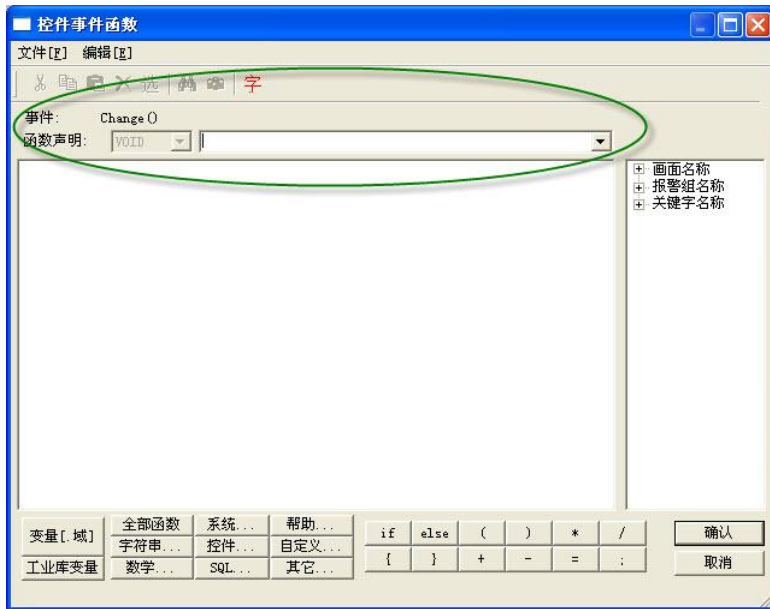 控件事件函数
文件[F] 编辑[E]
选 字
事件: Change()
函数声明: VOID
画面名称
报警组名称
关键字名称
变量[.域] 全部函数 系统... 帮助... if else ( ) * / 确认
字符串... 控件... 自定义...
工业库变量 数学... SQL... 其它... { } + - = ; 取消